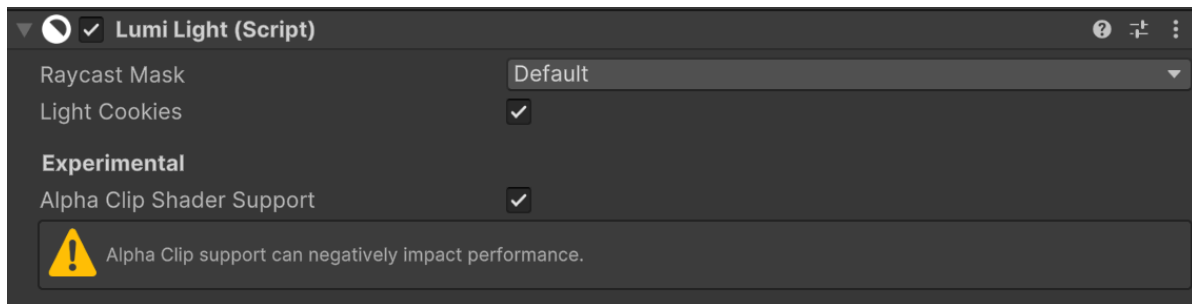 Lumi Light (Script)
Raycast Mask Default
Light Cookies
Experimental
Alpha Clip Shader Support
Alpha Clip support can negatively impact performance.